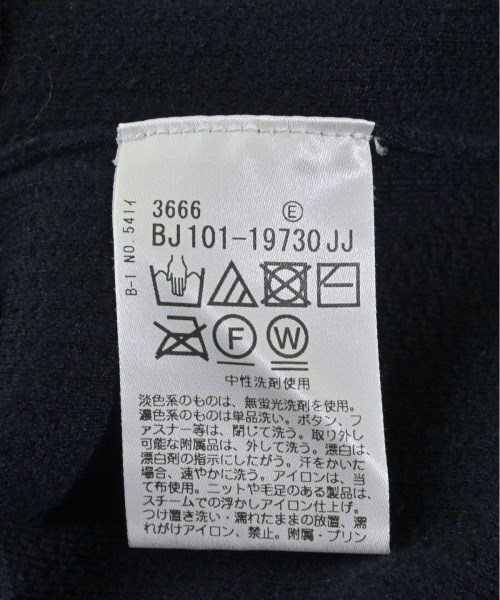 B-1 NO.541イ
3666 Ⓔ
BJ101-19730JJ
F W
中性洗剤使用
淡色系のものは、無蛍光洗剤を使用。
濃色系のものは単品洗い。ボタン、フ
ァスナー等は、閉じて洗う。取り外し
可能な附属品は、外して洗う。漂白は、
漂白剤の指示にしたがう。汗をかいた
場合、速やかに洗う。アイロンは、当
て布使用。ニットや毛足のある製品は、
スチームでの浮かしアイロン仕上げ。
つけ置き洗い・濡れたままの放置、濡
れがけアイロン、禁止。附属・プリン